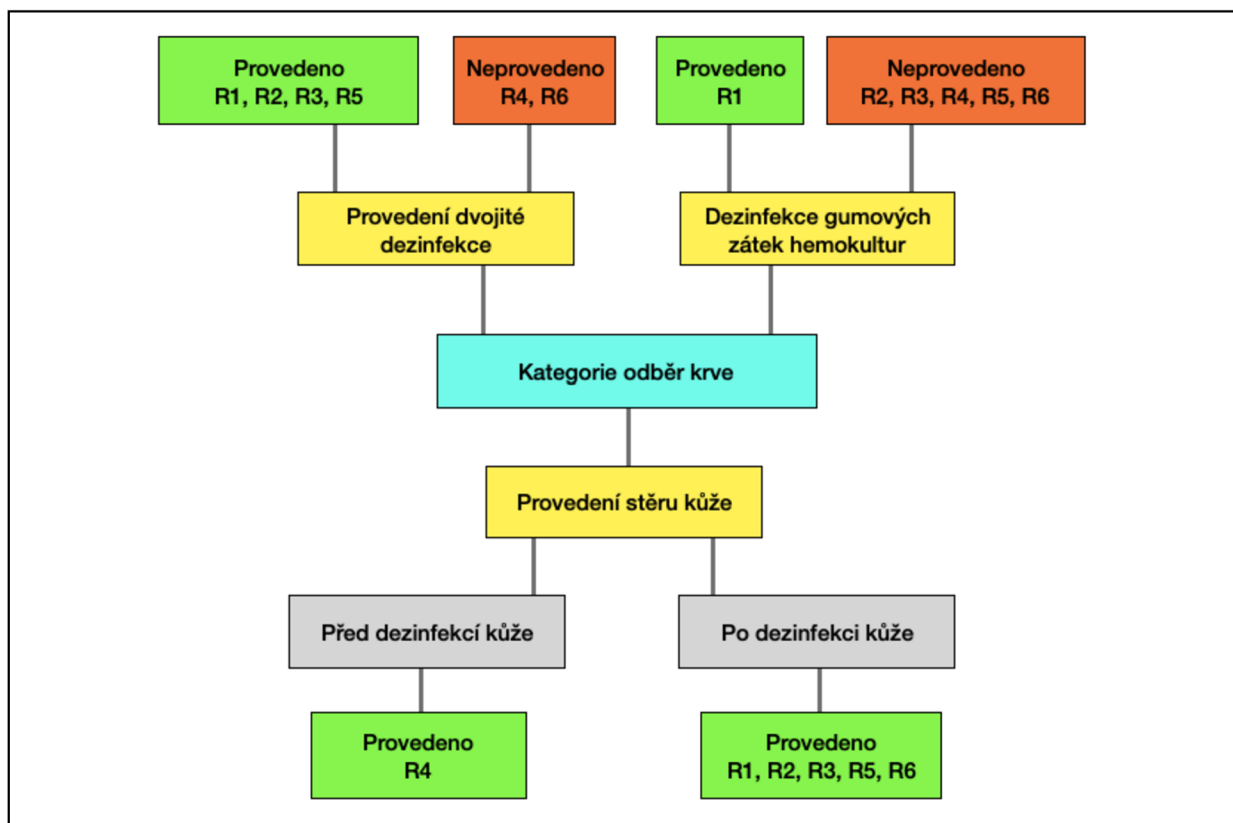 Provedeno
R1, R2, R3, R5
Neprovedeno
R4, R6
Provedeno
R1
Neprovedeno
R2, R3, R4, R5, R6
Provedení dvojité
dezinfekce
Dezinfekce gumových
zátek hemokultur
Kategorie odběr krve
Provedení stěru kůže
Před dezinfekcí kůže
Po dezinfekci kůže
Provedeno
R4
Provedeno
R1, R2, R3, R5, R6